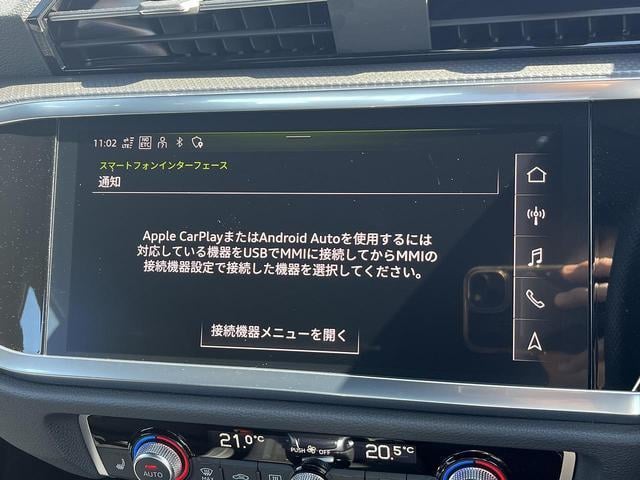 11:02 LTE NO ETC
スマートフォンインターフェース
通知
Apple CarPlayまたはAndroid Autoを使用するには
対応している機器をUSBでMMIに接続してからMMIの
接続機器設定で接続した機器を選択してください。
接続機器メニューを開く
21.0°C
PUSH OFF
20.5°C
AUTO
MAX